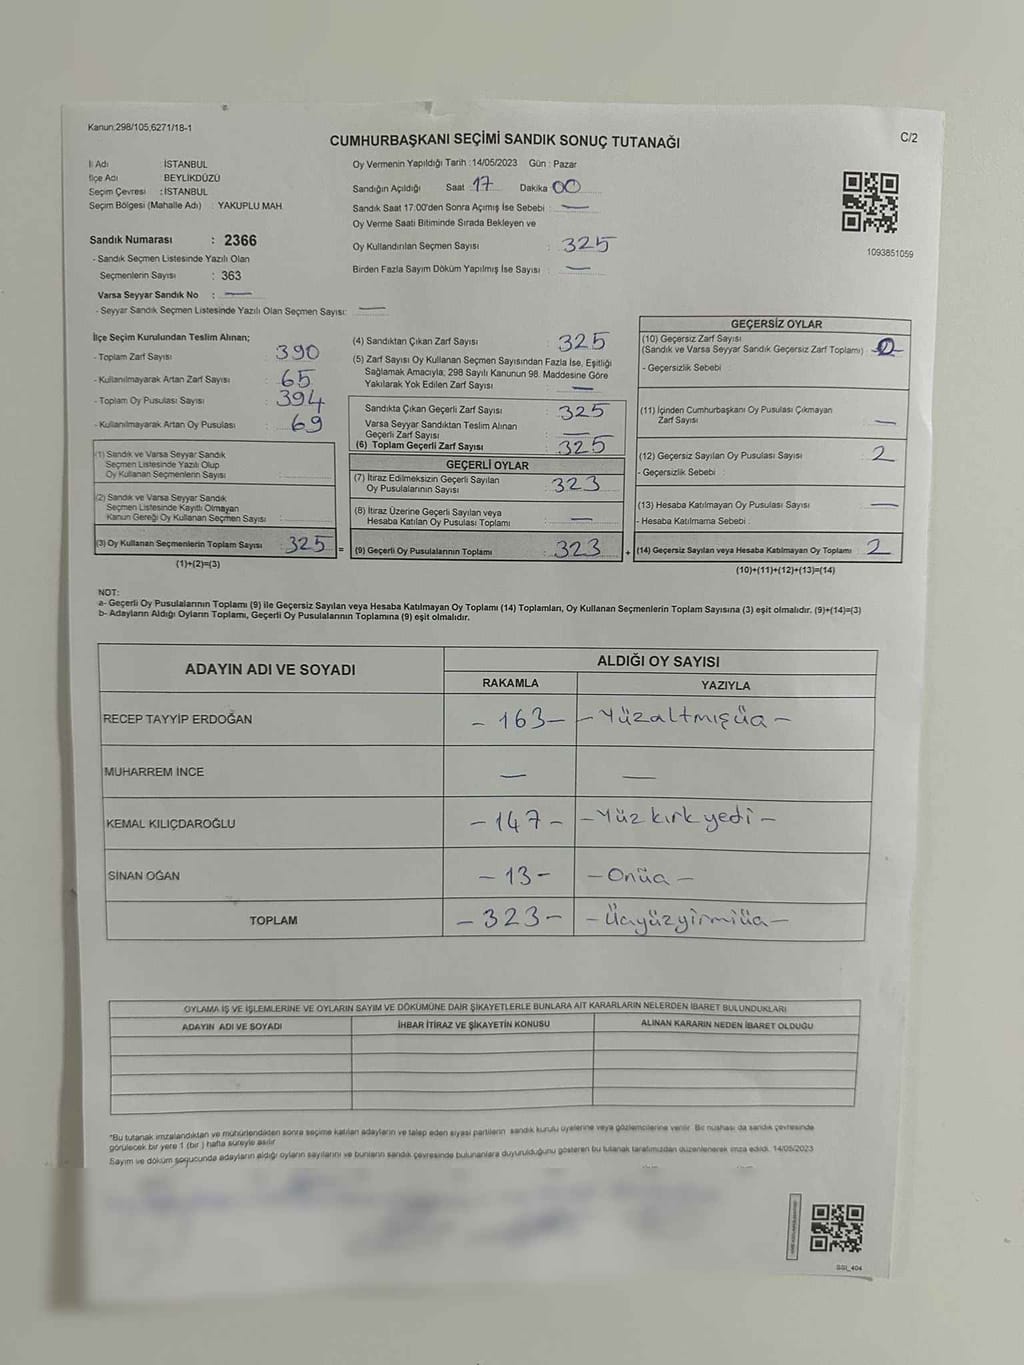 Kanun:298/105,6271/18-1
C/2
CUMHURBAŞKANI SEÇİMİ SANDIK SONUÇ TUTANAĞI
İl Adı İSTANBUL
İlçe Adı BEYLİKDÜZÜ
Seçim Çevresi : İSTANBUL
Seçim Bölgesi (Mahalle Adı) : YAKUPLU MAH.
Sandık Numarası : 2366
- Sandık Seçmen Listesinde Yazılı Olan
Seçmenlerin Sayısı : 363
Varsa Seyyar Sandık No : —
- Seyyar Sandık Seçmen Listesinde Yazılı Olan Seçmen Sayısı: —
Oy Vermenin Yapıldığı Tarih :14/05/2023 Gün : Pazar
Sandığın Açıldığı Saat 17 Dakika 00
Sandık Saat 17:00'den Sonra Açımış İse Sebebi : —
Oy Verme Saati Bitiminde Sırada Bekleyen ve
Oy Kullandırılan Seçmen Sayısı : 325
Birden Fazla Sayım Döküm Yapılmış İse Sayısı : —
1093851059
İlçe Seçim Kurulundan Teslim Alınan;
- Toplam Zarf Sayısı : 390
- Kullanılmayarak Artan Zarf Sayısı : 65
- Toplam Oy Pusulası Sayısı : 394
- Kullanılmayarak Artan Oy Pusulası : 69
(1) Sandık ve Varsa Seyyar Sandık
Seçmen Listesinde Yazılı Olup
Oy Kullanan Seçmenlerin Sayısı
(2) Sandık ve Varsa Seyyar Sandık
Seçmen Listesinde Kayıtlı Olmayan
Kanun Gereği Oy Kullanan Seçmen Sayısı
(3) Oy Kullanan Seçmenlerin Toplam Sayısı : 325
(1)+(2)=(3)
=
(4) Sandıktan Çıkan Zarf Sayısı : 325
(5) Zarf Sayısı Oy Kullanan Seçmen Sayısından Fazla İse, Eşitliği
Sağlamak Amacıyla; 298 Sayılı Kanunun 98. Maddesine Göre
Yakılarak Yok Edilen Zarf Sayısı : —
Sandıkta Çıkan Geçerli Zarf Sayısı : 325
Varsa Seyyar Sandıktan Teslim Alınan
Geçerli Zarf Sayısı : —
(6) Toplam Geçerli Zarf Sayısı : 325
GEÇERLİ OYLAR
(7) İtiraz Edilmeksizin Geçerli Sayılan
Oy Pusulalarının Sayısı : 323
(8) İtiraz Üzerine Geçerli Sayılan veya
Hesaba Katılan Oy Pusulası Toplamı : —
(9) Geçerli Oy Pusulalarının Toplamı : 323
+
GEÇERSİZ OYLAR
(10) Geçersiz Zarf Sayısı
(Sandık ve Varsa Seyyar Sandık Geçersiz Zarf Toplamı) :
- Geçersizlik Sebebi :
(11) İçinden Cumhurbaşkanı Oy Pusulası Çıkmayan
Zarf Sayısı : —
(12) Geçersiz Sayılan Oy Pusulası Sayısı : 2
- Geçersizlik Sebebi :
(13) Hesaba Katılmayan Oy Pusulası Sayısı : —
- Hesaba Katılmama Sebebi :
(14) Geçersiz Sayılan veya Hesaba Katılmayan Oy Toplamı : 2
(10)+(11)+(12)+(13)=(14)
NOT:
a- Geçerli Oy Pusulalarının Toplamı (9) ile Geçersiz Sayılan veya Hesaba Katılmayan Oy Toplamı (14) Toplamları, Oy Kullanan Seçmenlerin Toplam Sayısına (3) eşit olmalıdır. (9)+(14)=(3)
b- Adayların Aldığı Oyların Toplamı, Geçerli Oy Pusulalarının Toplamına (9) eşit olmalıdır.
ADAYIN ADI VE SOYADI ALDIĞI OY SAYISI
RAKAMLA YAZIYLA
RECEP TAYYİP ERDOĞAN - 163 - - Yüzaltmışüç -
MUHARREM İNCE — —
KEMAL KILIÇDAROĞLU - 147 - - Yüz kırk yedi -
SİNAN OĞAN - 13 - - Onüç -
TOPLAM - 323 - - Üçyüzyirmiüç -
OYLAMA İŞ VE İŞLEMLERİNE VE OYLARIN SAYIM VE DÖKÜMÜNE DAİR ŞİKAYETLERLE BUNLARA AİT KARARLARIN NELERDEN İBARET BULUNDUKLARI
ADAYIN ADI VE SOYADI İHBAR İTİRAZ VE ŞİKAYETİN KONUSU ALINAN KARARIN NEDEN İBARET OLDUĞU
*Bu tutanak imzalandıktan ve mühürlendikten sonra seçime katılan adayların ve talep eden siyasi partilerin sandık kurulu üyelerine veya gözlemcilerine verilir. Bir nüshası da sandık çevresinde
görülecek bir yere 1 (bir ) hafta süreyle asılır.
Sayım ve döküm sonucunda adayların aldığı oyların sayılarını ve bunların sandık çevresinde bulunanlara duyurulduğunu gösteren bu tutanak tarafımızdan düzenlenerek imza edildi. 14/05/2023
SSI_404